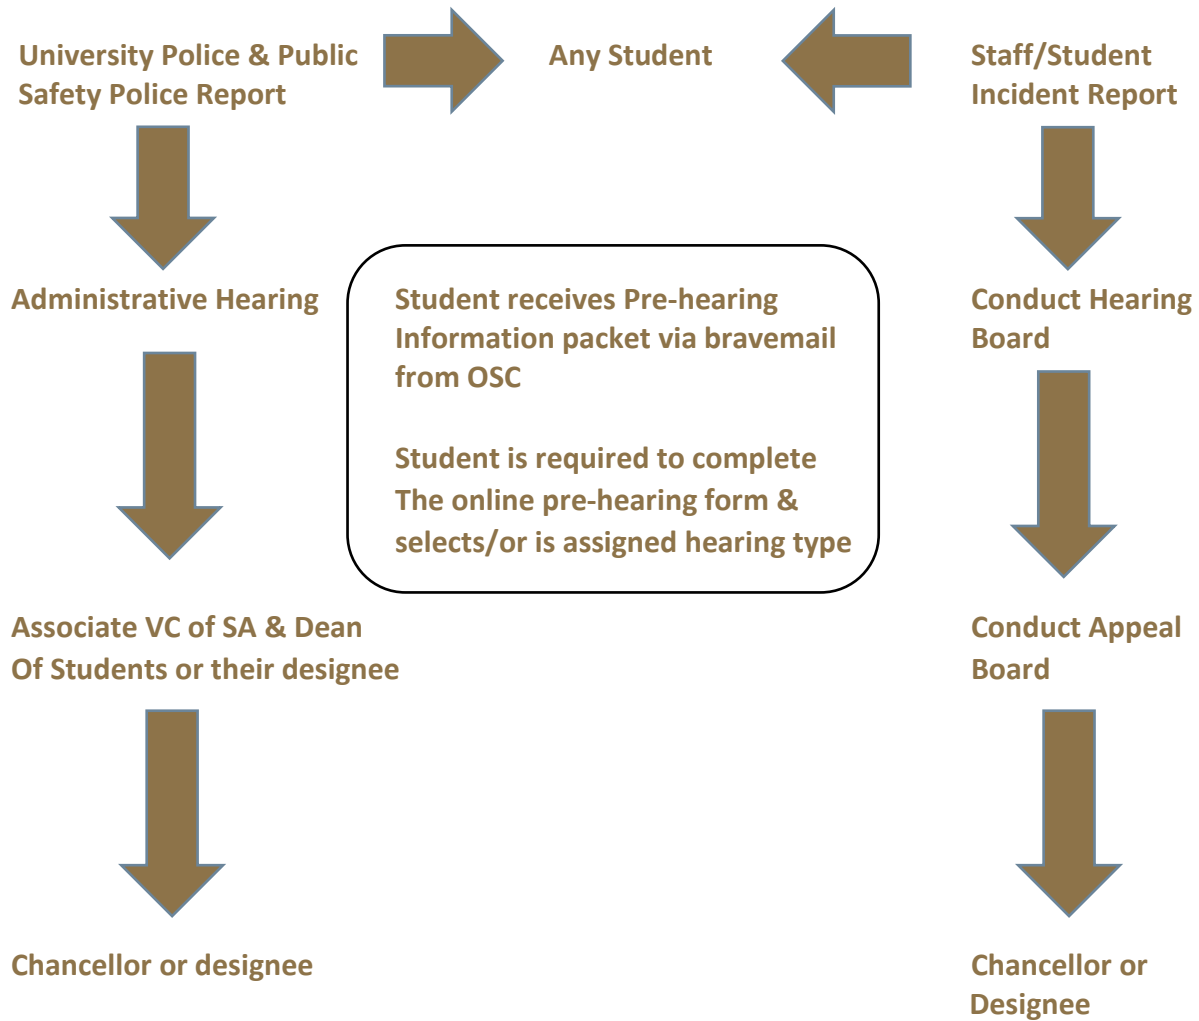 University Police & Public
Safety Police Report
Any Student
Staff/Student
Incident Report
Administrative Hearing
Student receives Pre-hearing
Information packet via bravemail
from OSC
Student is required to complete
The online pre-hearing form &
selects/or is assigned hearing type
Conduct Hearing
Board
Associate VC of SA & Dean
Of Students or their designee
Conduct Appeal
Board
Chancellor or designee
Chancellor or
Designee